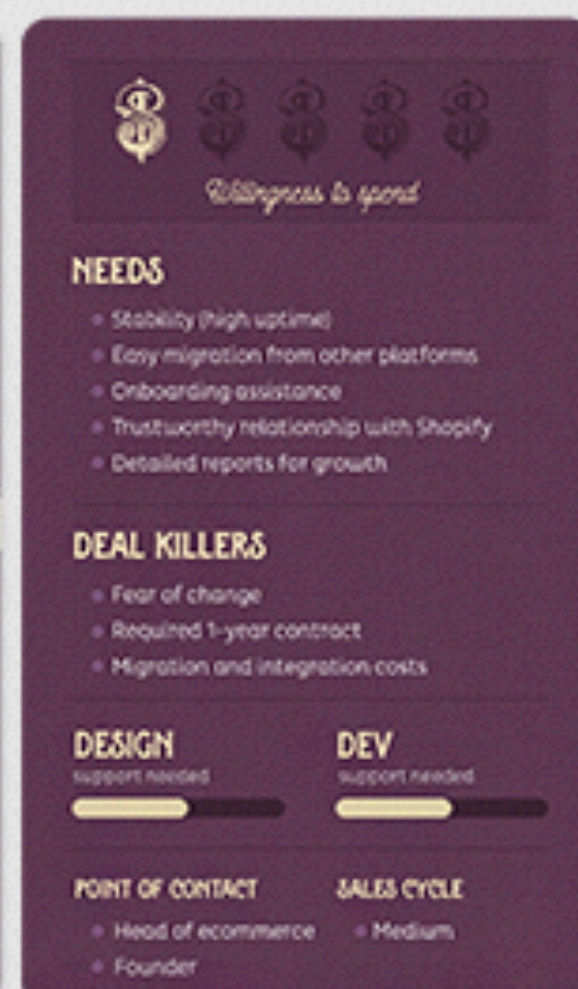 Willingness to spend
NEEDS
Stability (high uptime)
Easy migration from other platforms
Onboarding assistance
Trustworthy relationship with Shopify
Detailed reports for growth
DEAL KILLERS
Fear of change
Required 1-year contract
Migration and integration costs
DESIGN
support needed
DEV
support needed
POINT OF CONTACT
Head of ecommerce
Founder
SALES CYCLE
Medium